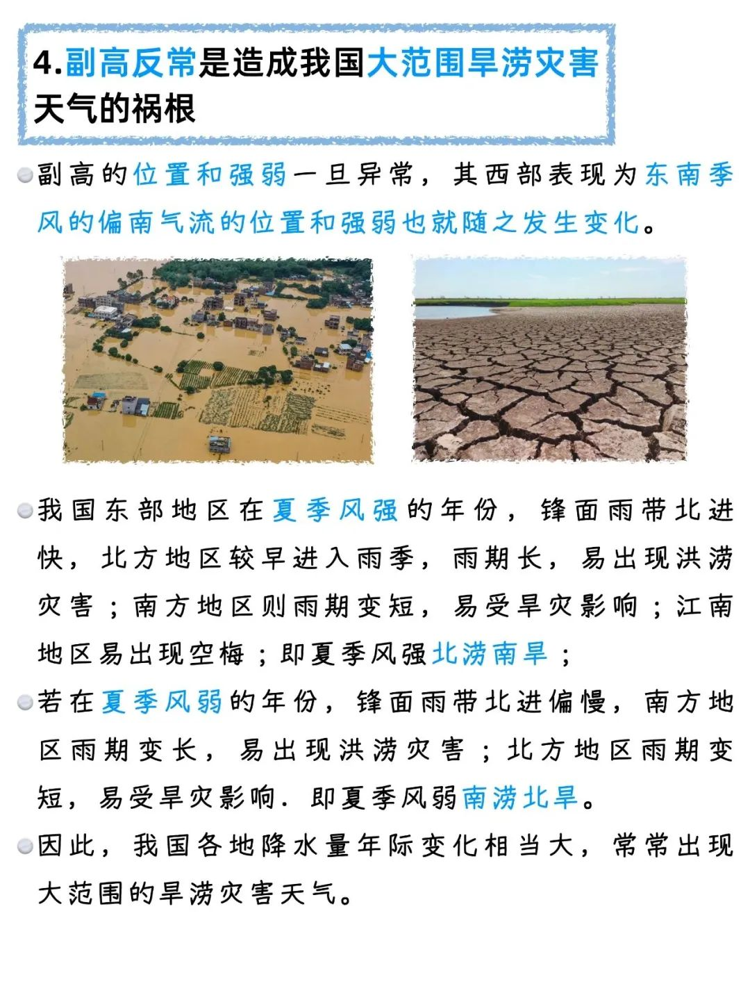 4.副高反常是造成我国大范围旱涝灾害
天气的祸根
副高的位置和强弱一旦异常，其西部表现为东南季
风的偏南气流的位置和强弱也就随之发生变化。
我国东部地区在夏季风强的年份，锋面雨带北进
快，北方地区较早进入雨季，雨期长，易出现洪涝
灾害；南方地区则雨期变短，易受旱灾影响；江南
地区易出现空梅；即夏季风强北涝南旱；
若在夏季风弱的年份，锋面雨带北进偏慢，南方地
区雨期变长，易出现洪涝灾害；北方地区雨期变
短，易受旱灾影响．即夏季风弱南涝北旱。
因此，我国各地降水量年际变化相当大，常常出现
大范围的旱涝灾害天气。